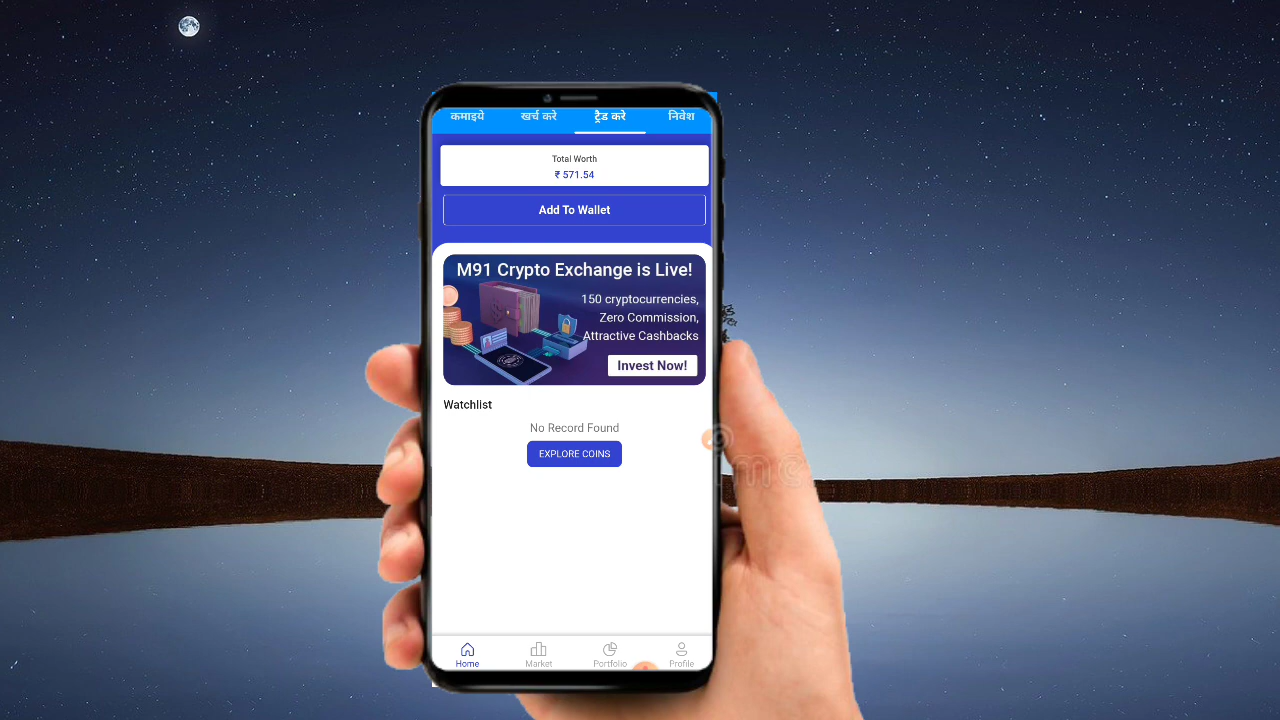 कमाइये खर्च करे ट्रैड करे निवेश
Total Worth
₹ 571.54
Add To Wallet
M91 Crypto Exchange is Live!
150 cryptocurrencies,
Zero Commission,
Attractive Cashbacks
Invest Now!
Watchlist
No Record Found
EXPLORE COINS
Home Market Portfolio Profile